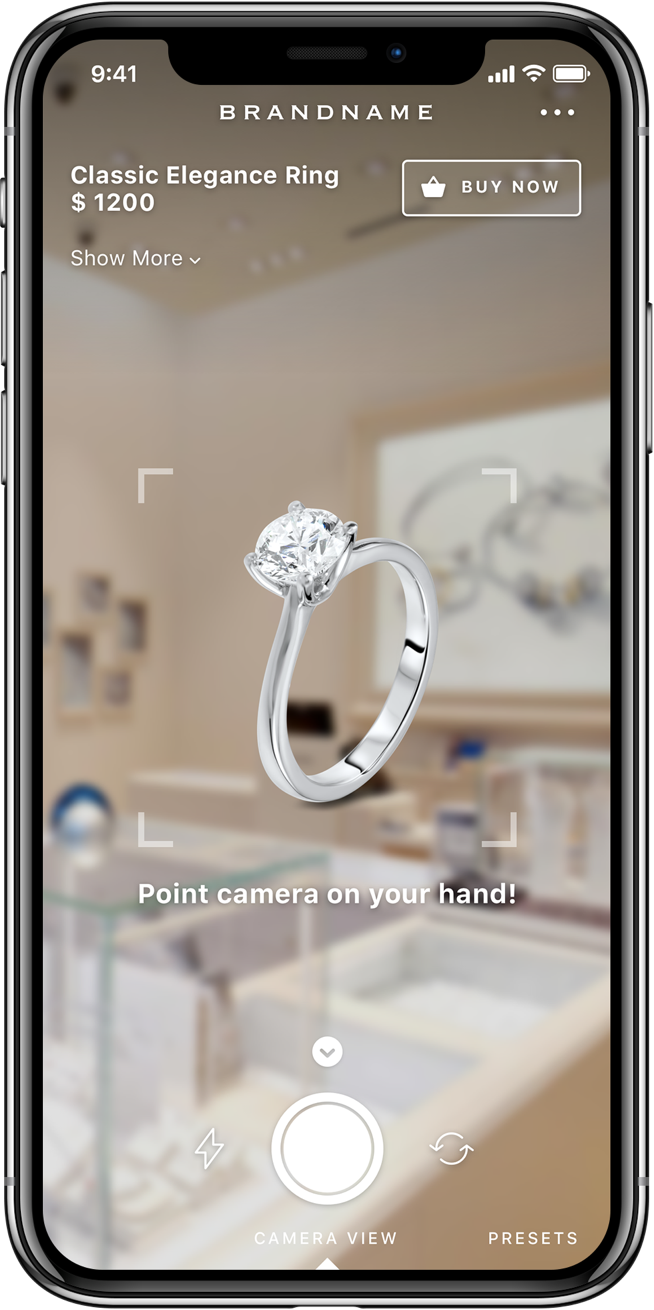 9:41
BRANDNAME
Classic Elegance Ring
$ 1200
BUY NOW
Show More
Point camera on your hand!
CAMERA VIEW
PRESETS